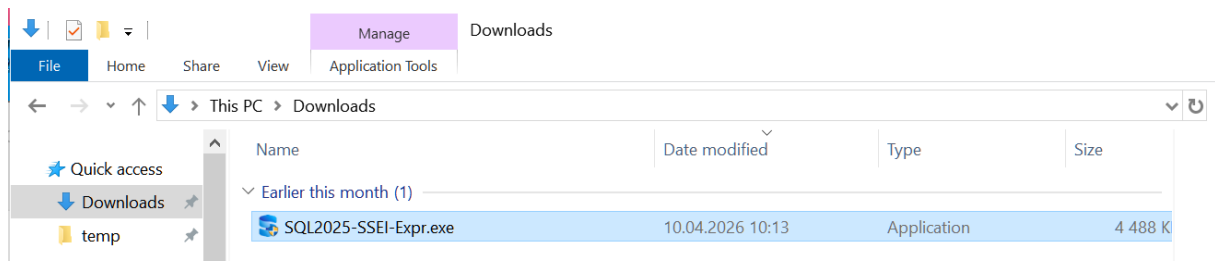 Manage Downloads
File Home Share View Application Tools
This PC Downloads
Name Date modified Type Size
Quick access
Earlier this month (1)
Downloads
SQL2025-SSEI-Expr.exe 10.04.2026 10:13 Application 4 488 K
temp